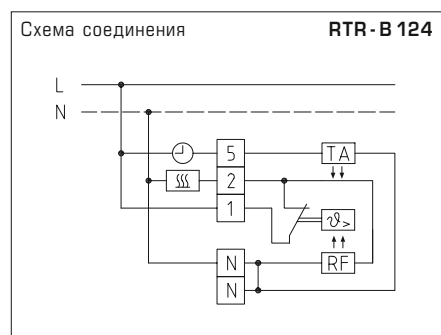 Схема соединения RTR-B 124
L
N
5 TA
2
1 ϑ>
N RF
N